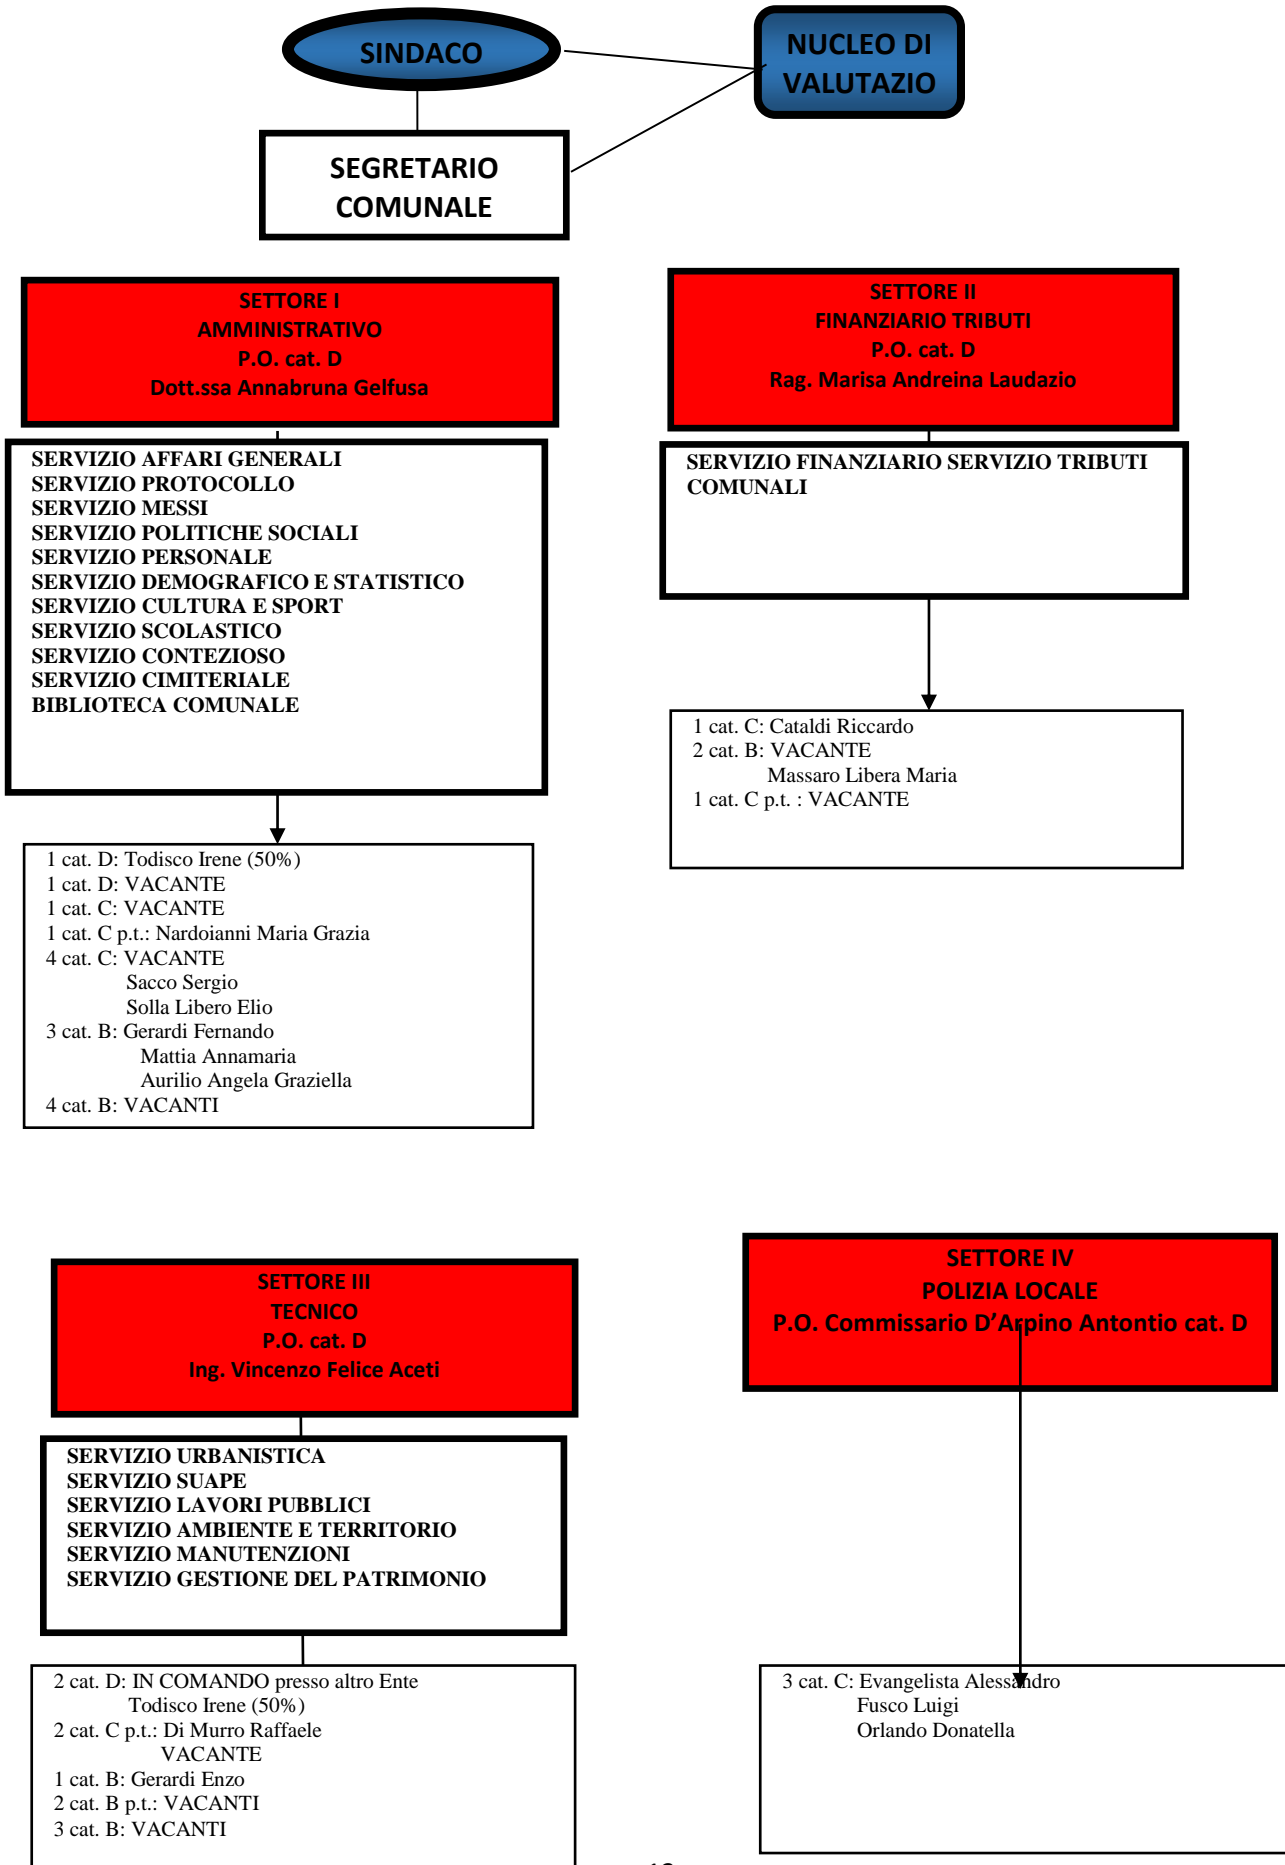 SINDACO
NUCLEO DI
VALUTAZIO
SEGRETARIO
COMUNALE
SETTORE I
AMMINISTRATIVO
P.O. cat. D
Dott.ssa Annabruna Gelfusa
SERVIZIO AFFARI GENERALI
SERVIZIO PROTOCOLLO
SERVIZIO MESSI
SERVIZIO POLITICHE SOCIALI
SERVIZIO PERSONALE
SERVIZIO DEMOGRAFICO E STATISTICO
SERVIZIO CULTURA E SPORT
SERVIZIO SCOLASTICO
SERVIZIO CONTEZIOSO
SERVIZIO CIMITERIALE
BIBLIOTECA COMUNALE
1 cat. D: Todisco Irene (50%)
1 cat. D: VACANTE
1 cat. C: VACANTE
1 cat. C p.t.: Nardoianni Maria Grazia
4 cat. C: VACANTE
Sacco Sergio
Solla Libero Elio
3 cat. B: Gerardi Fernando
Mattia Annamaria
Aurilio Angela Graziella
4 cat. B: VACANTI
SETTORE II
FINANZIARIO TRIBUTI
P.O. cat. D
Rag. Marisa Andreina Laudazio
SERVIZIO FINANZIARIO SERVIZIO TRIBUTI
COMUNALI
1 cat. C: Cataldi Riccardo
2 cat. B: VACANTE
Massaro Libera Maria
1 cat. C p.t. : VACANTE
SETTORE III
TECNICO
P.O. cat. D
Ing. Vincenzo Felice Aceti
SERVIZIO URBANISTICA
SERVIZIO SUAPE
SERVIZIO LAVORI PUBBLICI
SERVIZIO AMBIENTE E TERRITORIO
SERVIZIO MANUTENZIONI
SERVIZIO GESTIONE DEL PATRIMONIO
2 cat. D: IN COMANDO presso altro Ente
Todisco Irene (50%)
2 cat. C p.t.: Di Murro Raffaele
VACANTE
1 cat. B: Gerardi Enzo
2 cat. B p.t.: VACANTI
3 cat. B: VACANTI
SETTORE IV
POLIZIA LOCALE
P.O. Commissario D’Arpino Antontio cat. D
3 cat. C: Evangelista Alessandro
Fusco Luigi
Orlando Donatella